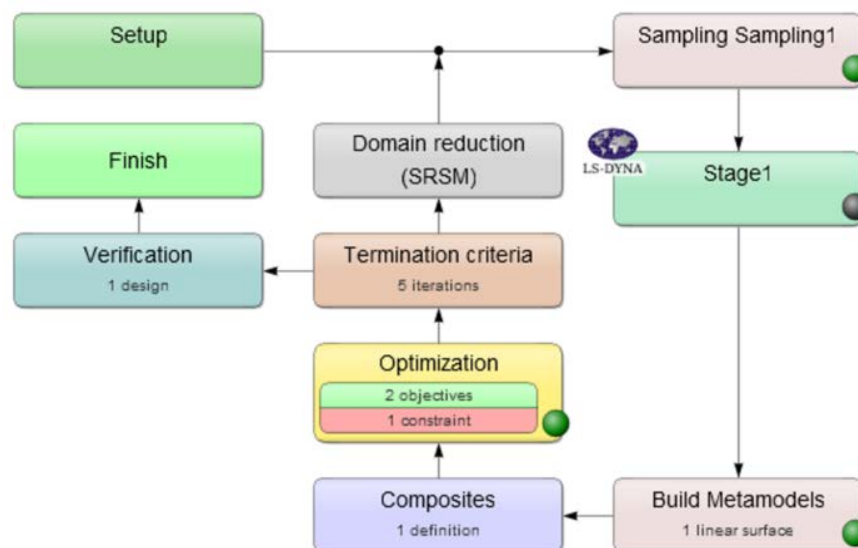 Setup
Sampling Sampling1
Finish
Domain reduction
(SRSM)
LS-DYNA
Stage1
Verification
1 design
Termination criteria
5 iterations
Optimization
2 objectives
1 constraint
Composites
1 definition
Build Metamodels
1 linear surface